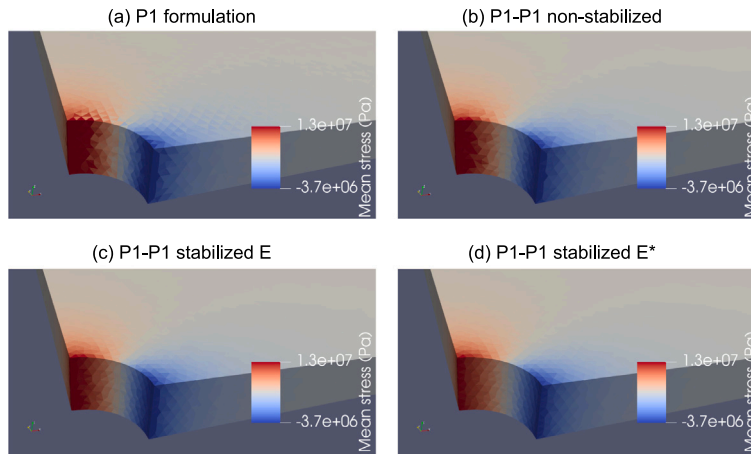 (a) P1 formulation
(b) P1-P1 non-stabilized
1.3e+07
-3.7e+06
Mean stress (Pa)
1.3e+07
-3.7e+06
Mean stress (Pa)
(c) P1-P1 stabilized E
(d) P1-P1 stabilized E*
1.3e+07
-3.7e+06
Mean stress (Pa)
1.3e+07
-3.7e+06
Mean stress (Pa)